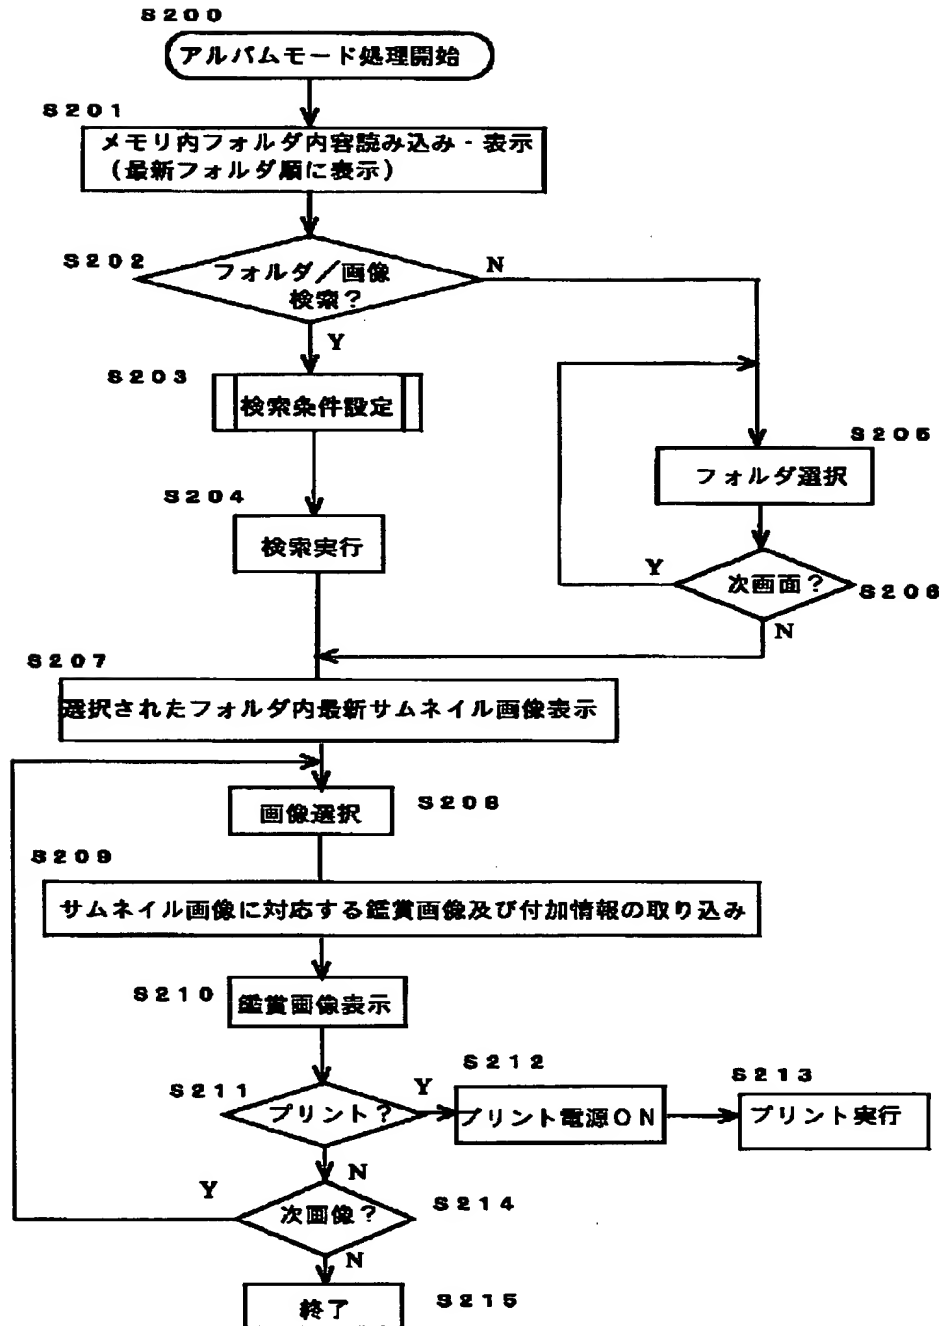 S200
アルバムモード処理開始
S201
メモリ内フォルダ内容読み込み‐表示
(最新フォルダ順に表示)
S202
フォルダ/画像
検索?
N
Y
S203
検索条件設定
S204
検索実行
S205
フォルダ選択
Y
次画面?
S206
N
S207
選択されたフォルダ内最新サムネイル画像表示
画像選択
S208
S209
サムネイル画像に対応する鑑賞画像及び付加情報の取り込み
S210
鑑賞画像表示
S211
プリント?
Y
S212
プリント電源ON
S213
プリント実行
N
Y
次画像?
S214
N
終了
S215